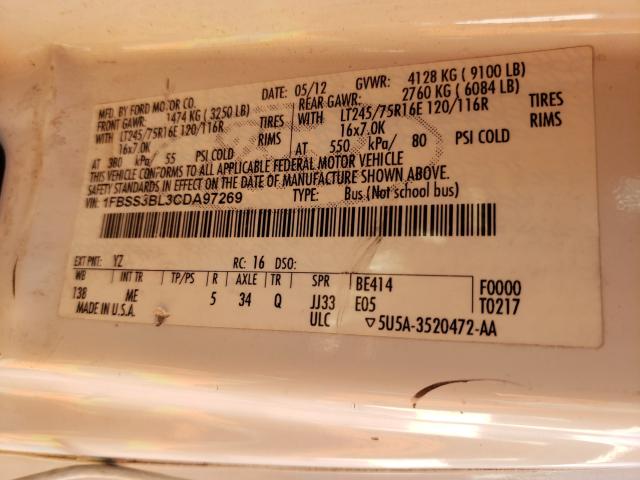 MFD. BY FORD MOTOR CO.
DATE: 05/12 GVWR: 4128 KG ( 9100 LB)
FRONT GAWR: 1474 KG ( 3250 LB) REAR GAWR: 2760 KG ( 6084 LB)
WITH LT245/75R16E 120/116R TIRES WITH LT245/75R16E 120/116R TIRES
16x7.0K RIMS 16x7.0K RIMS
AT 380 kPa/ 55 PSI COLD AT 550 kPa/ 80 PSI COLD
THIS VEHICLE CONFORMS TO ALL APPLICABLE FEDERAL MOTOR VEHICLE
SAFETY STANDARDS IN EFFECT ON THE DATE OF MANUFACTURE SHOWN ABOVE.
VIN: 1FBSS3BL3CDA97269 TYPE: Bus (Not school bus)
EXT PNT: YZ RC: 16 DSO:
WB INT TR TP/PS R AXLE TR SPR BE414 F0000
138 ME 5 34 Q JJ33 E05 T0217
MADE IN U.S.A. ULC ▽5U5A-3520472-AA